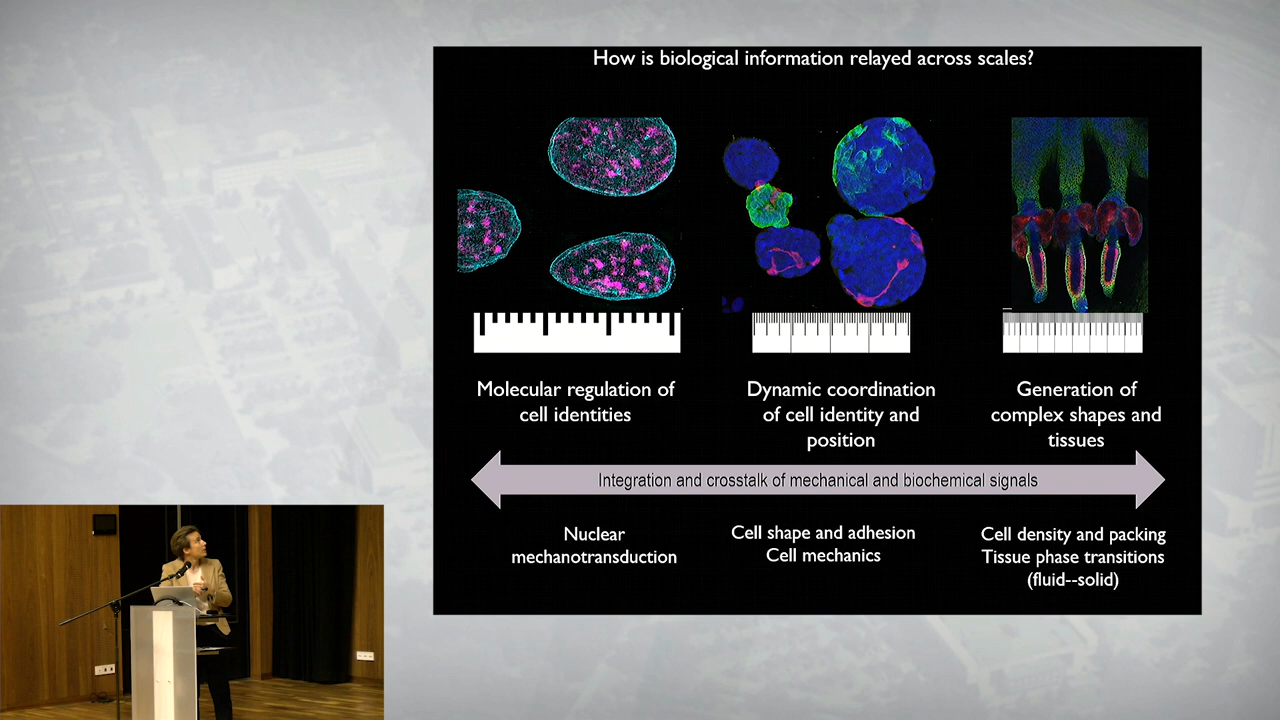 How is biological information relayed across scales?
Molecular regulation of
cell identities
Dynamic coordination
of cell identity and
position
Generation of
complex shapes and
tissues
Integration and crosstalk of mechanical and biochemical signals
Nuclear
mechanotransduction
Cell shape and adhesion
Cell mechanics
Cell density and packing
Tissue phase transitions
(fluid--solid)